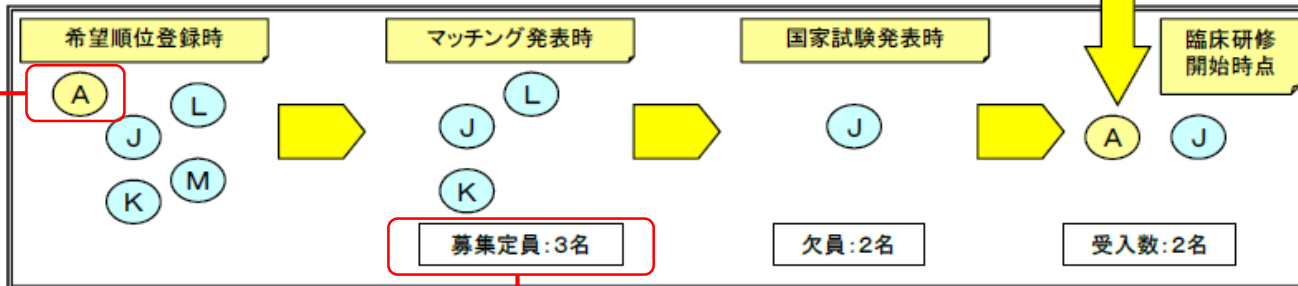 希望順位登録時
マッチング発表時
国家試験発表時
臨床研修
開始時点
A
L
J
M
K
L
J
K
J
A
J
募集定員:3名
欠員:2名
受入数:2名